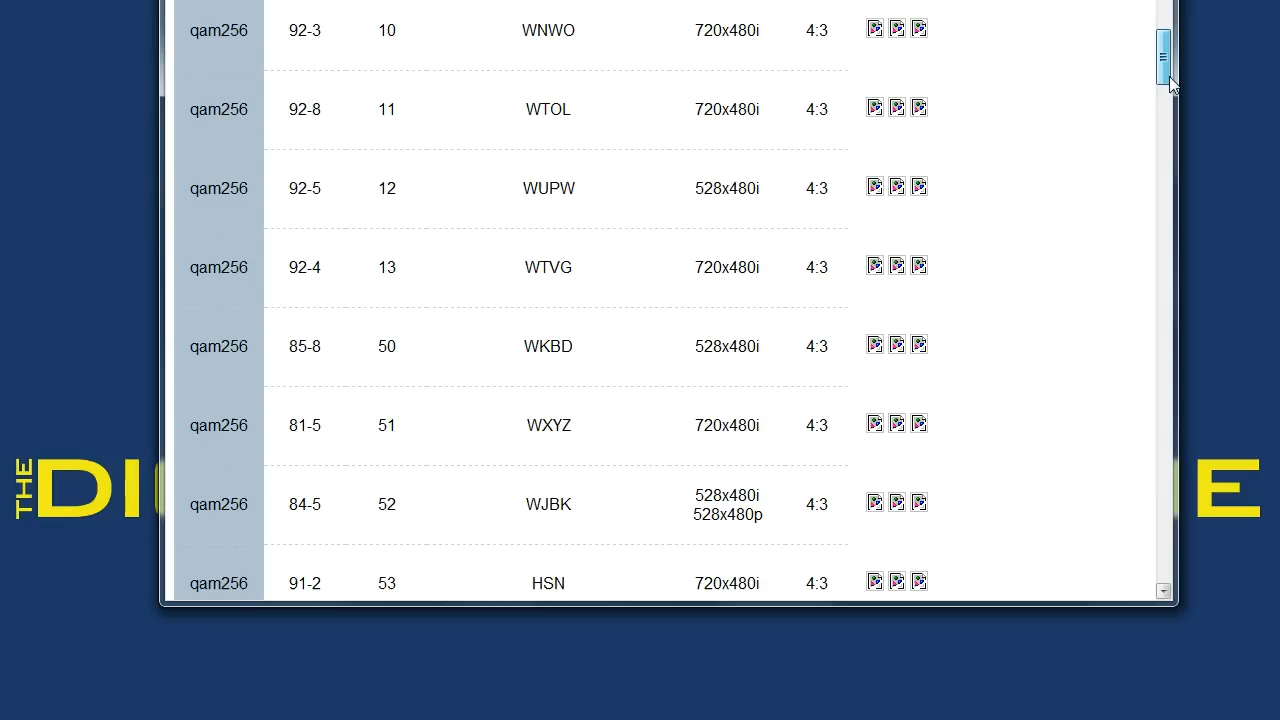 qam256 92-3 10 WNWO 720x480i 4:3
qam256 92-8 11 WTOL 720x480i 4:3
qam256 92-5 12 WUPW 528x480i 4:3
qam256 92-4 13 WTVG 720x480i 4:3
qam256 85-8 50 WKBD 528x480i 4:3
qam256 81-5 51 WXYZ 720x480i 4:3
qam256 84-5 52 WJBK 528x480i 4:3
528x480p
qam256 91-2 53 HSN 720x480i 4:3
THE DI E